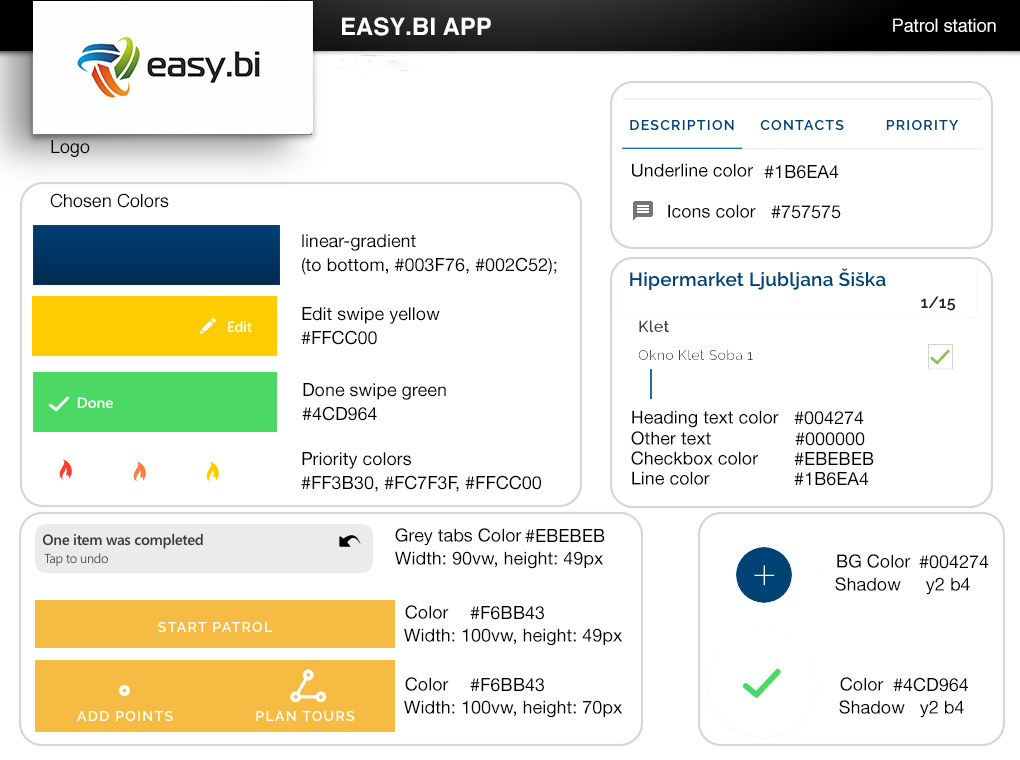 EASY.BI APP
Patrol station
easy.bi
Logo
Chosen Colors
linear-gradient
(to bottom, #003F76, #002C52);
Edit
Edit swipe yellow
#FFCC00
Done
Done swipe green
#4CD964
Priority colors
#FF3B30, #FC7F3F, #FFCC00
DESCRIPTION CONTACTS PRIORITY
Underline color #1B6EA4
Icons color #757575
Hipermarket Ljubljana Šiška
1/15
Klet
Okno Klet Soba 1
Heading text color #004274
Other text #000000
Checkbox color #EBEBEB
Line color #1B6EA4
One item was completed
Tap to undo
Grey tabs Color #EBEBEB
Width: 90vw, height: 49px
START PATROL
Color #F6BB43
Width: 100vw, height: 49px
ADD POINTS PLAN TOURS
Color #F6BB43
Width: 100vw, height: 70px
BG Color #004274
Shadow y2 b4
Color #4CD964
Shadow y2 b4